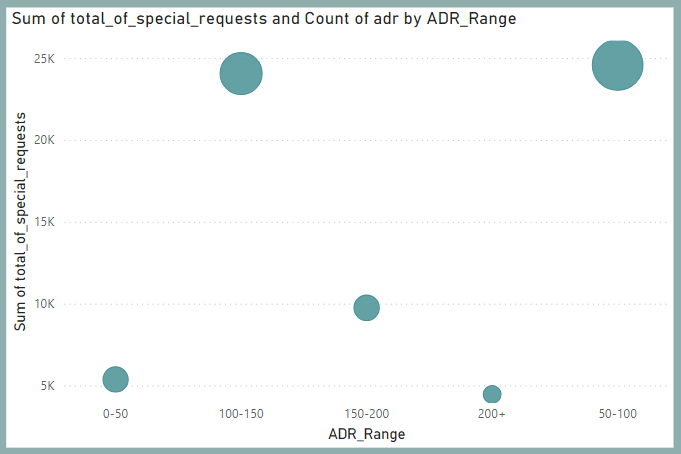 Sum of total_of_special_requests and Count of adr by ADR_Range
Sum of total_of_special_requests
25K
20K
15K
10K
5K
0-50
100-150
150-200
200+
50-100
ADR_Range